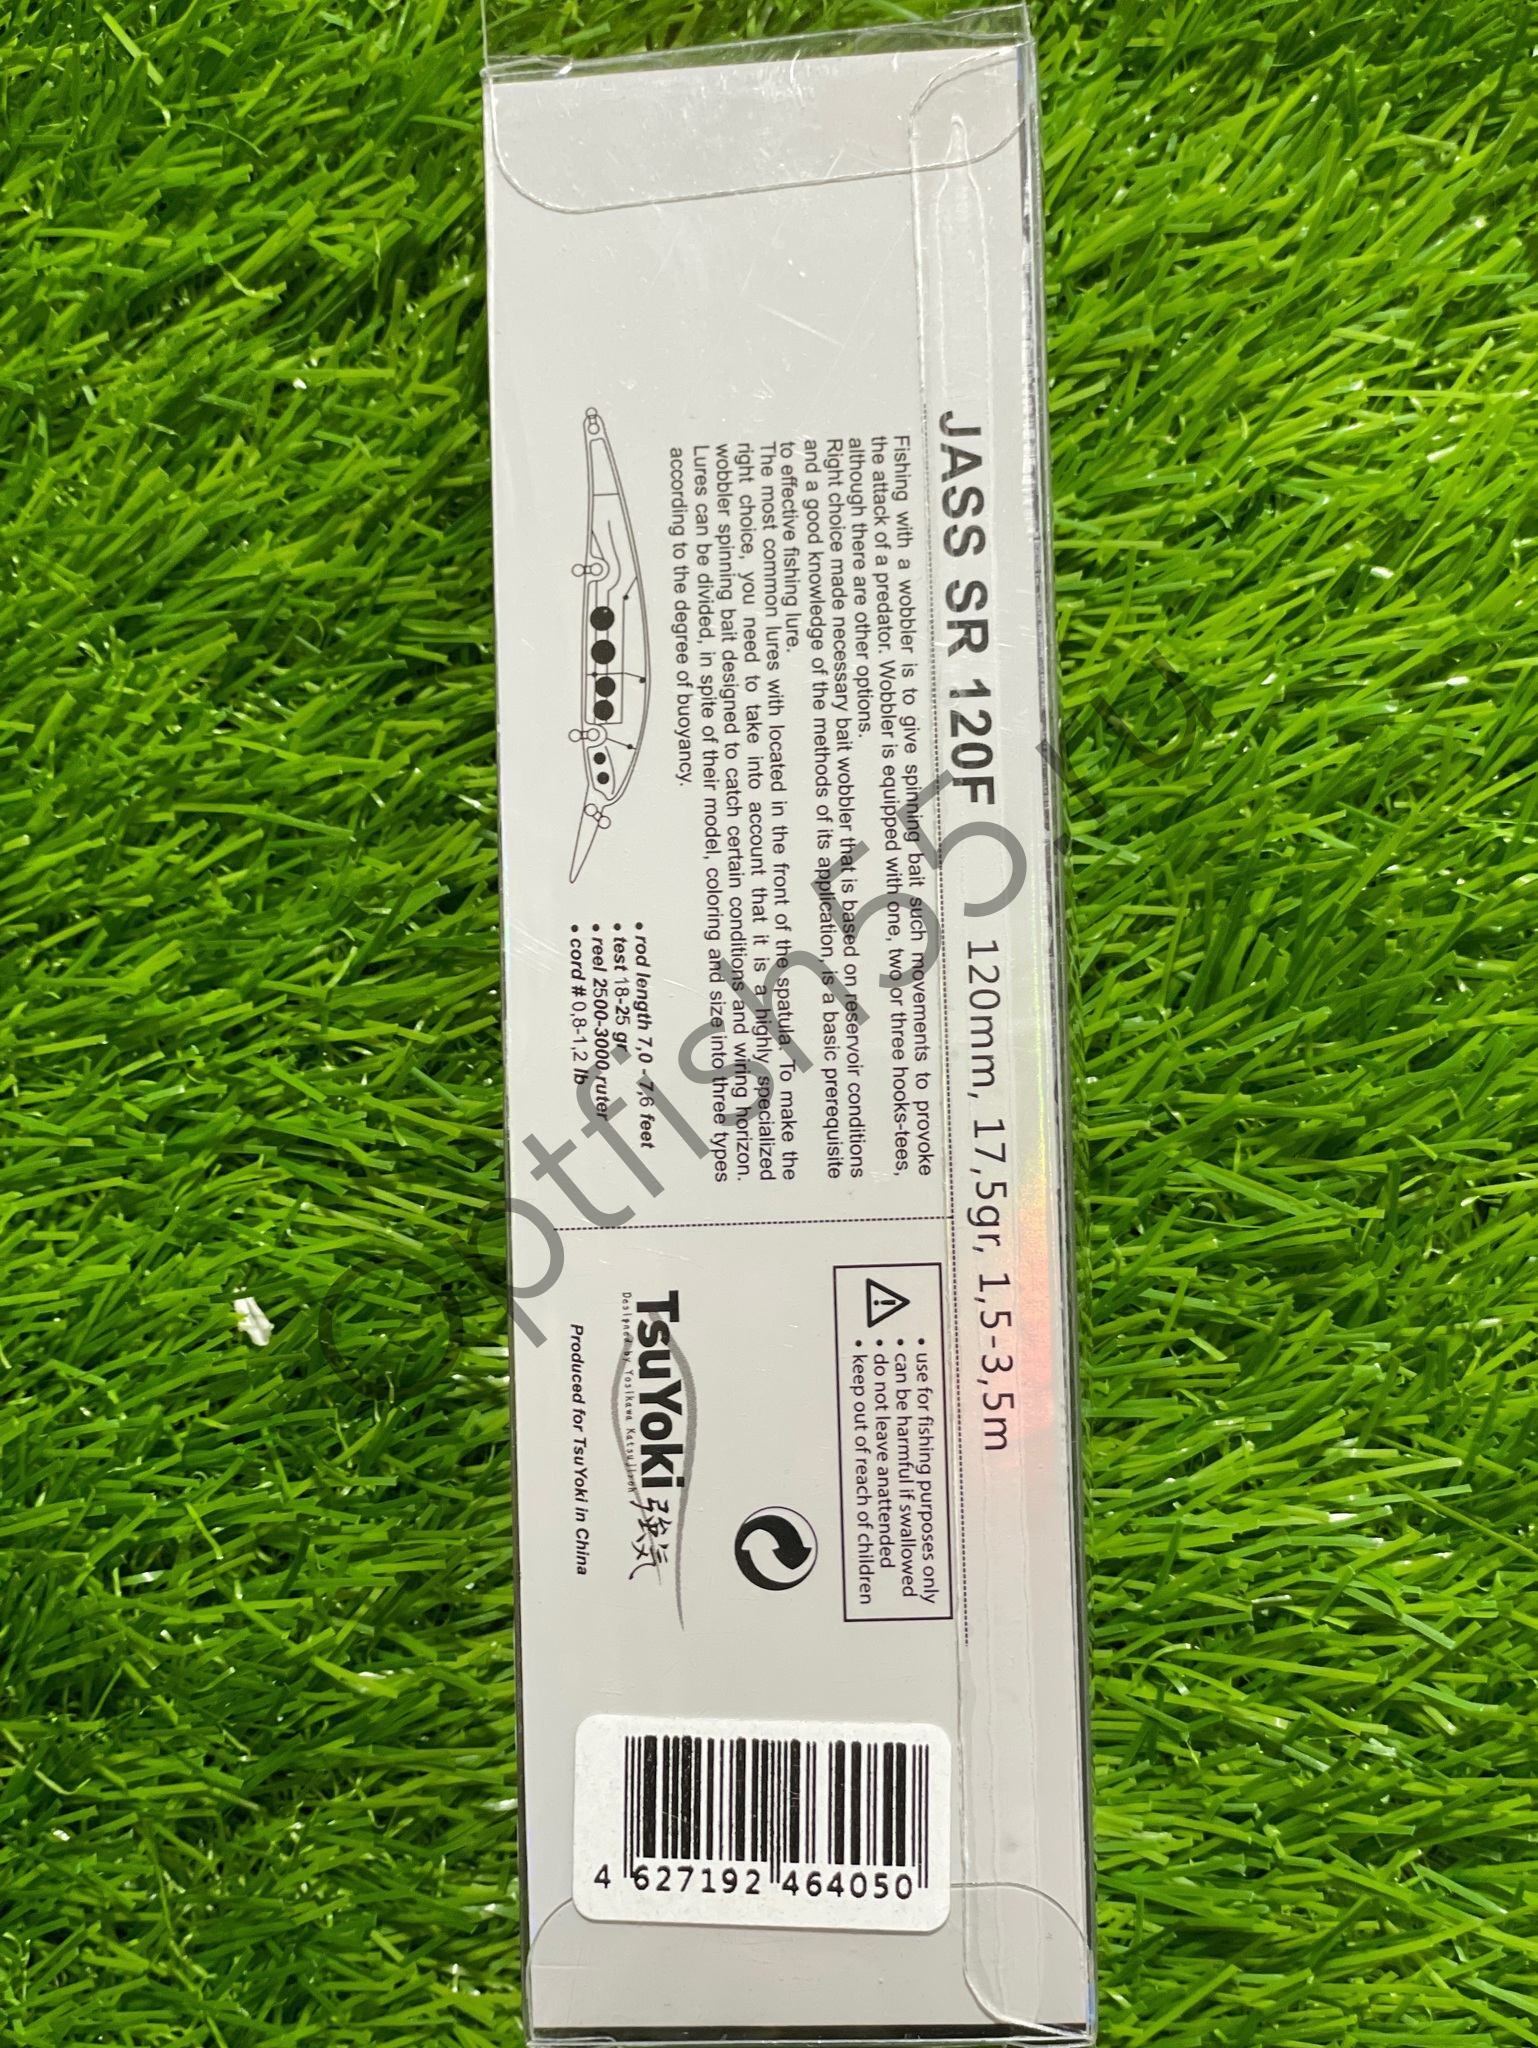 JASS SR 120F 120mm, 17,5gr, 1,5-3,5m
Fishing with a wobbler is to give spinning bait such movements to provoke
the attack of a predator. Wobbler is equipped with one, two or three hooks-tees,
although there are other options.
Right choice made necessary bait wobbler that is based on reservoir conditions
and a good knowledge of the methods of its application, is a basic prerequisite
to effective fishing lure.
The most common lures with located in the front of the spatula. To make the
right choice, you need to take into account that it is a highly specialized
wobbler spinning bait designed to catch certain conditions and wiring horizon.
Lures can be divided, in spite of their model, coloring and size into three types
according to the degree of buoyancy.
• rod length 7,0 - 7,6 feet
• test 18-25 gr
• reel 2500-3000 ruter
• cord # 0,8-1,2 lb
• use for fishing purposes only
• can be harmful if swallowed
• do not leave anattended
• keep out of reach of children
TsuYoki 強気
Designed by Yosikawa Katsujiroh
Produced for TsuYoki in China
4 627192 464050
@optfish55.ru